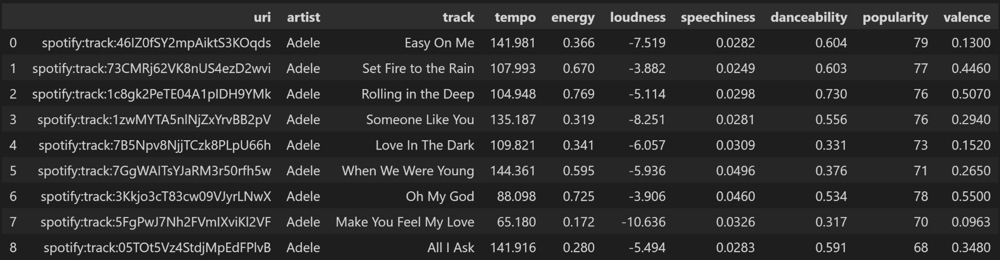 uri artist track tempo energy loudness speechiness danceability popularity valence
0 spotify:track:46IZ0fSY2mpAiktS3KOqds Adele Easy On Me 141.981 0.366 -7.519 0.0282 0.604 79 0.1300
1 spotify:track:73CMRj62VK8nUS4ezD2wvi Adele Set Fire to the Rain 107.993 0.670 -3.882 0.0249 0.603 77 0.4460
2 spotify:track:1c8gk2PeTE04A1pIDH9YMk Adele Rolling in the Deep 104.948 0.769 -5.114 0.0298 0.730 76 0.5070
3 spotify:track:1zwMYTA5nlNjZxYrvBB2pV Adele Someone Like You 135.187 0.319 -8.251 0.0281 0.556 76 0.2940
4 spotify:track:7B5Npv8NjjTCzk8PLpU66h Adele Love In The Dark 109.821 0.341 -6.057 0.0309 0.331 73 0.1520
5 spotify:track:7GgWAITsYJaRM3r50rfh5w Adele When We Were Young 144.361 0.595 -5.936 0.0496 0.376 71 0.2650
6 spotify:track:3Kkjo3cT83cw09VJyrLNwX Adele Oh My God 88.098 0.725 -3.906 0.0460 0.534 78 0.5500
7 spotify:track:5FgPwJ7Nh2FVmIXviKl2VF Adele Make You Feel My Love 65.180 0.172 -10.636 0.0326 0.317 70 0.0963
8 spotify:track:05TOt5Vz4StdjMpEdFPlvB Adele All I Ask 141.916 0.280 -5.494 0.0283 0.591 68 0.3480